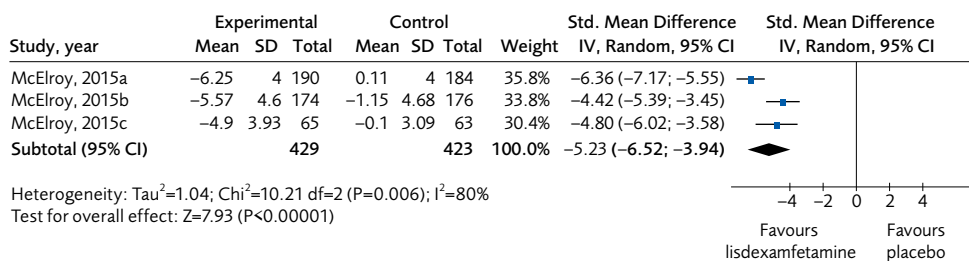 Experimental Control Std. Mean Difference Std. Mean Difference
Study, year Mean SD Total Mean SD Total Weight IV, Random, 95% CI IV, Random, 95% CI
McElroy, 2015a −6.25 4 190 0.11 4 184 35.8% −6.36 (−7.17; −5.55)
McElroy, 2015b −5.57 4.6 174 −1.15 4.68 176 33.8% −4.42 (−5.39; −3.45)
McElroy, 2015c −4.9 3.93 65 −0.1 3.09 63 30.4% −4.80 (−6.02; −3.58)
Subtotal (95% CI) 429 423 100.0% −5.23 (−6.52; −3.94)
Heterogeneity: Tau²=1.04; Chi²=10.21 df=2 (P=0.006); I²=80%
Test for overall effect: Z=7.93 (P<0.00001)
−4 −2 0 2 4
Favours Favours
lisdexamfetamine placebo